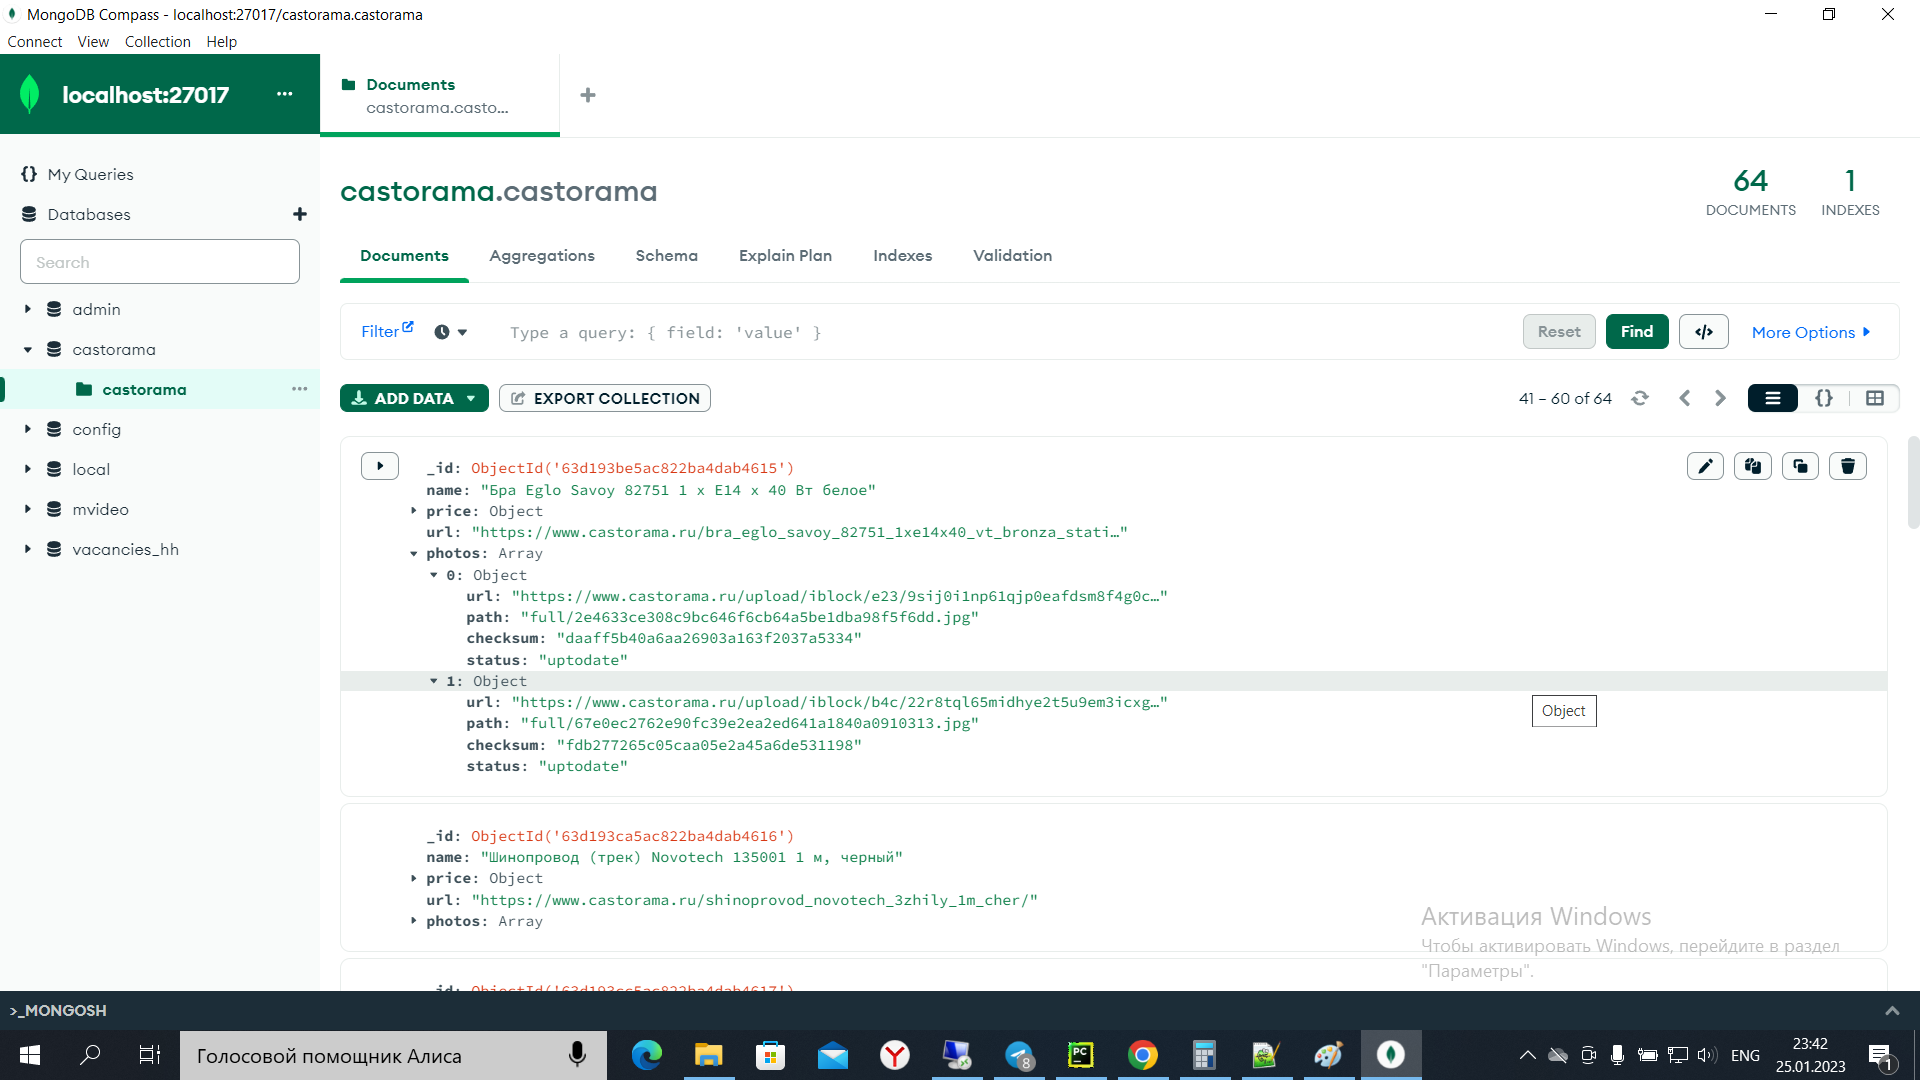 MongoDB Compass - localhost:27017/castorama.castorama
Connect View Collection Help
localhost:27017 ...
Documents
castorama.casto...
My Queries
Databases
Search
admin
castorama
castorama
config
local
mvideo
vacancies_hh
castorama.castorama
64
DOCUMENTS
1
INDEXES
Documents Aggregations Schema Explain Plan Indexes Validation
Filter Type a query: { field: 'value' } Reset Find </> More Options
ADD DATA EXPORT COLLECTION 41 – 60 of 64 {}
_id: ObjectId('63d193be5ac822ba4dab4615')
name: "Бра Eglo Savoy 82751 1 x E14 x 40 Вт белое"
price: Object
url: "https://www.castorama.ru/bra_eglo_savoy_82751_1xe14x40_vt_bronza_stati…"
photos: Array
0: Object
url: "https://www.castorama.ru/upload/iblock/e23/9sij0i1np61qjp0eafdsm8f4g0c…"
path: "full/2e4633ce308c9bc646f6cb64a5be1dba98f5f6dd.jpg"
checksum: "daaff5b40a6aa26903a163f2037a5334"
status: "uptodate"
1: Object
url: "https://www.castorama.ru/upload/iblock/b4c/22r8tql65midhye2t5u9em3icxg…"
Object
path: "full/67e0ec2762e90fc39e2ea2ed641a1840a0910313.jpg"
checksum: "fdb277265c05caa05e2a45a6de531198"
status: "uptodate"
_id: ObjectId('63d193ca5ac822ba4dab4616')
name: "Шинопровод (трек) Novotech 135001 1 м, черный"
price: Object
url: "https://www.castorama.ru/shinoprovod_novotech_3zhily_1m_cher/"
photos: Array
Активация Windows
Чтобы активировать Windows, перейдите в раздел
"Параметры".
_id: ObjectId('63d193cc5ac822ba4dab4617')
>_MONGOSH
Голосовой помощник Алиса
8
PC
ENG
23:42
25.01.2023
1